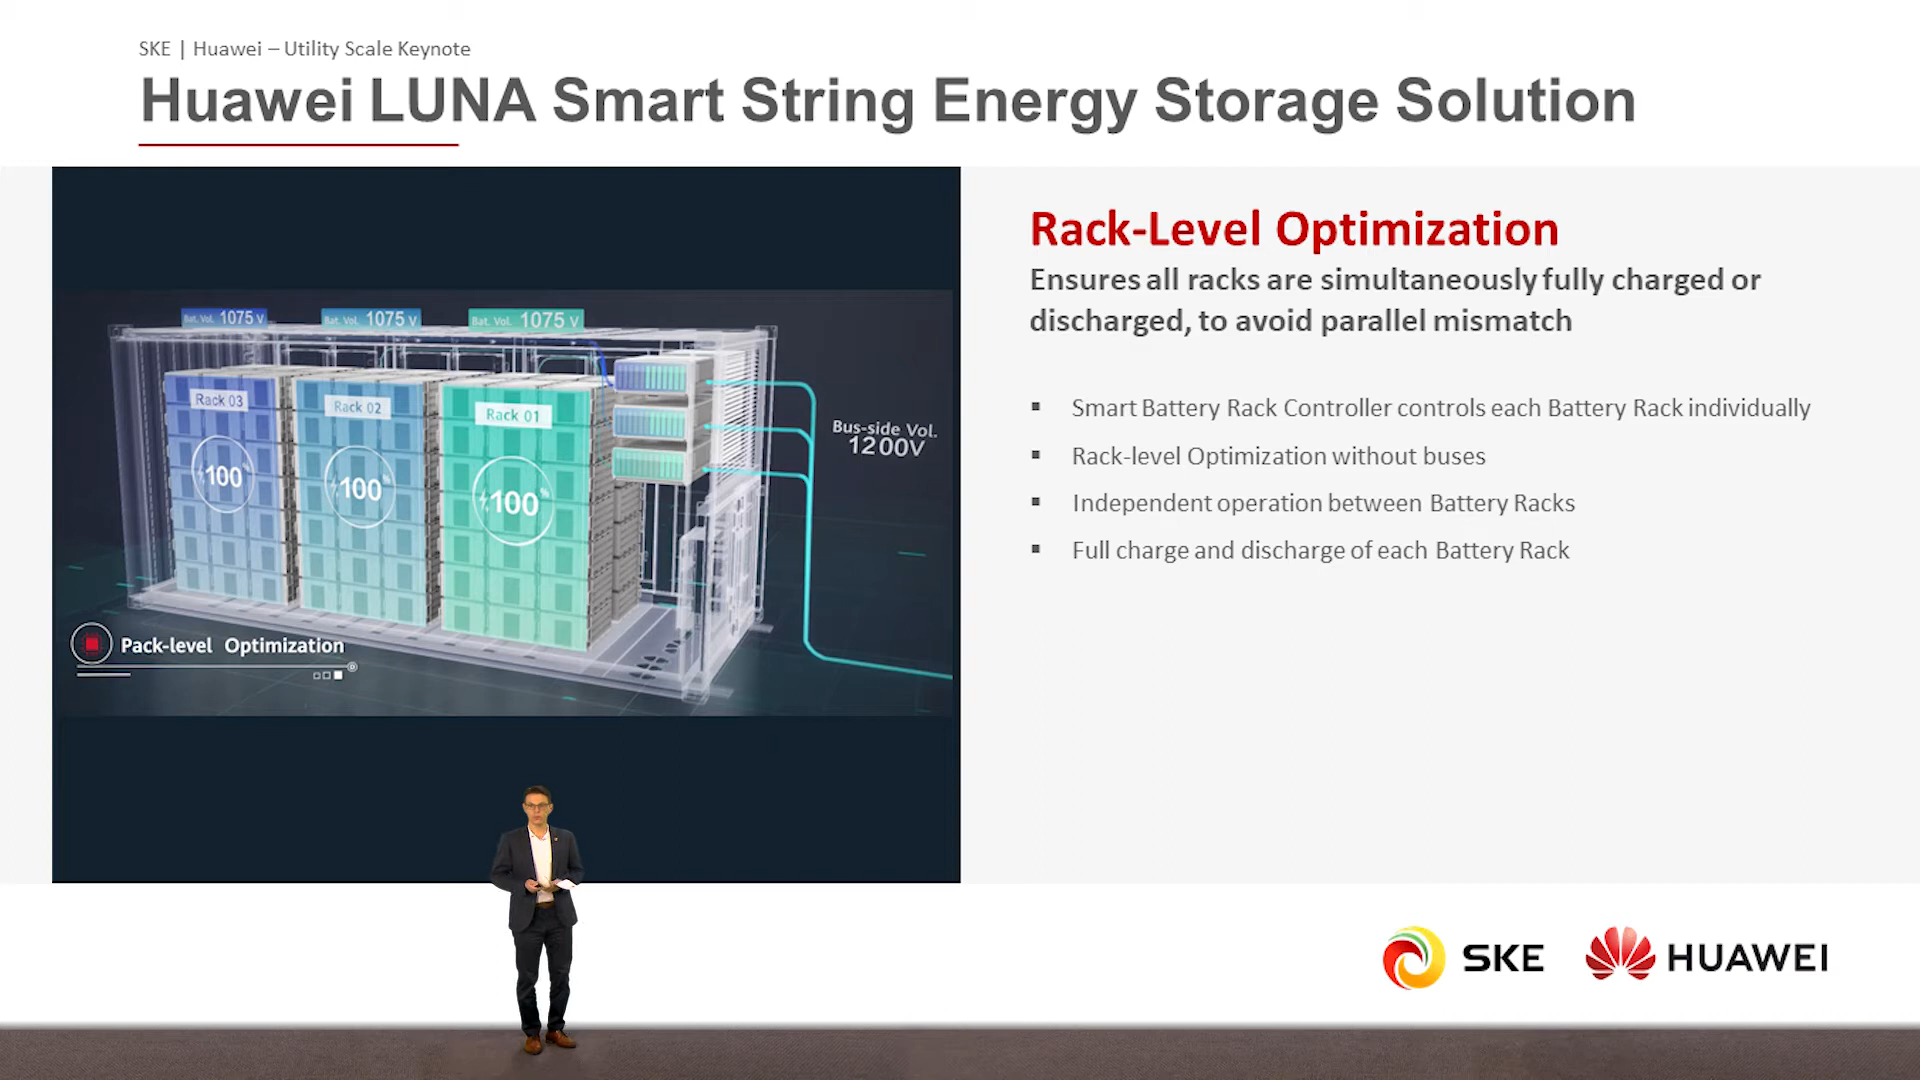 SKE | Huawei – Utility Scale Keynote
Huawei LUNA Smart String Energy Storage Solution
Bat. Vol. 1075 V
Bat. Vol. 1075 V
Bat. Vol. 1075 V
Rack 03
Rack 02
Rack 01
100
100%
100%
Bus-side Vol.
1200V
Pack-level Optimization
Rack-Level Optimization
Ensures all racks are simultaneously fully charged or
discharged, to avoid parallel mismatch
▪ Smart Battery Rack Controller controls each Battery Rack individually
▪ Rack-level Optimization without buses
▪ Independent operation between Battery Racks
▪ Full charge and discharge of each Battery Rack
SKE
HUAWEI